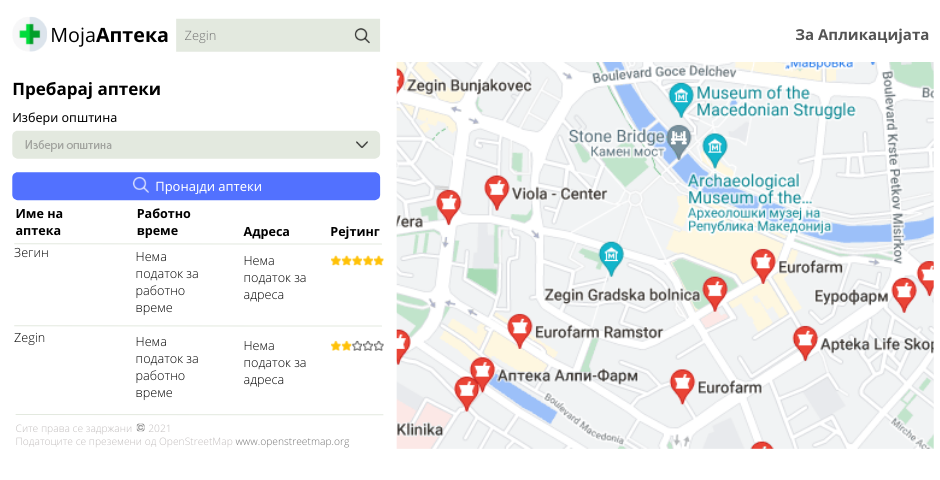 МојаАптека
Zegin
За Апликацијата
Пребарај аптеки
Избери општина
Избери општина
Пронајди аптеки
Име на
аптека
Работно
време
Адреса
Рејтинг
Зегин
Нема
податок за
работно
време
Нема
податок за
адреса
Zegin
Нема
податок за
работно
време
Нема
податок за
адреса
Сите права се задржани © 2021
Податоците се преземени од OpenStreetMap www.openstreetmap.org
Мавровка
Boulevard Goce Delchev
Zegin Bunjakovec
Museum of the
Macedonian Struggle
Boulevard Krste Petkov Misirkov
Bo
Stone Bridge
Камен мост
Archaeological
Museum of the...
Археолошки музеј на
Република Македонија
Viola - Center
Vera
Eurofarm
Zegin Gradska bolnica
Еурофарм
Eurofarm Ramstor
Apteka Life Skop
Аптека Алпи-Фарм
Eurofarm
Boulevard Macedonia
Klinika
Mirche Ac